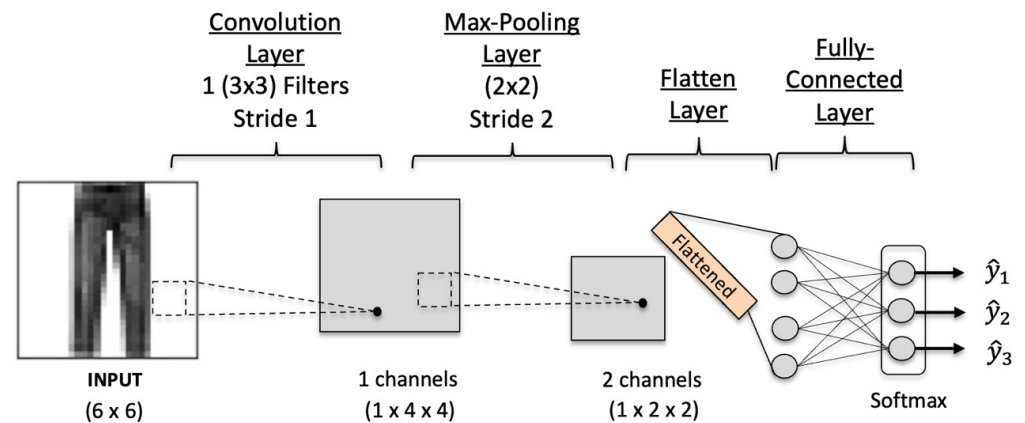 Convolution
Layer
1 (3x3) Filters
Stride 1
Max-Pooling
Layer
(2x2)
Stride 2
Flatten
Layer
Fully-
Connected
Layer
Flattened
ŷ1
ŷ2
ŷ3
INPUT
(6 x 6)
1 channels
(1 x 4 x 4)
2 channels
(1 x 2 x 2)
Softmax